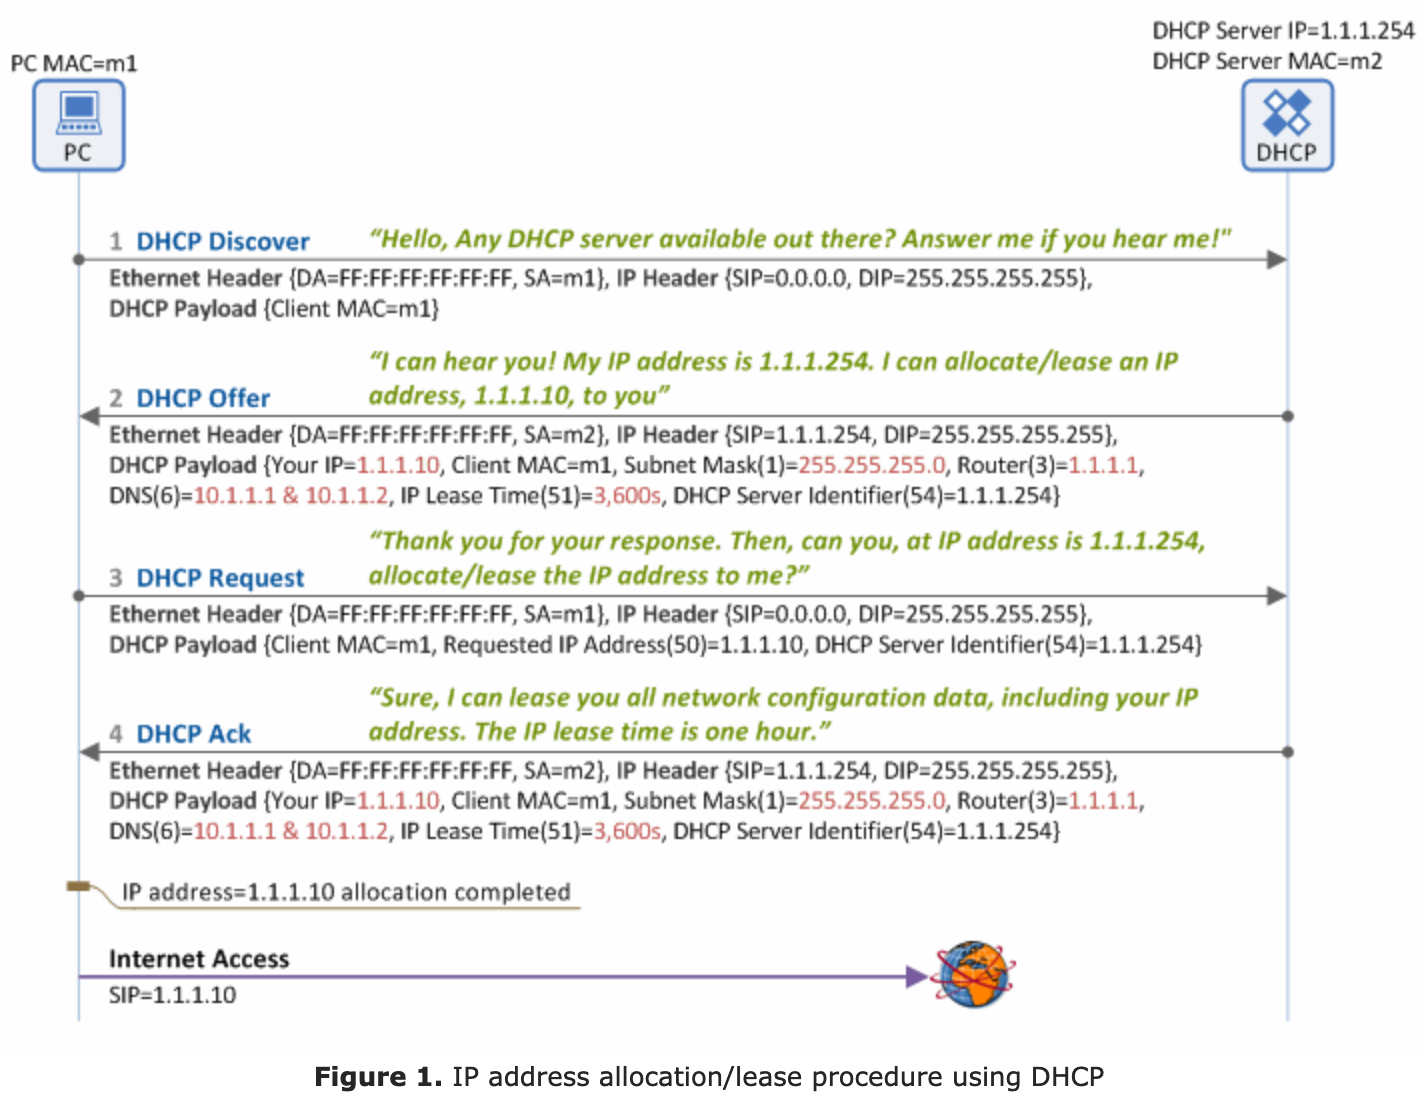 DHCP Server IP=1.1.1.254
PC MAC=m1
DHCP Server MAC=m2
PC
DHCP
1 DHCP Discover “Hello, Any DHCP server available out there? Answer me if you hear me!"
Ethernet Header {DA=FF:FF:FF:FF:FF:FF, SA=m1}, IP Header {SIP=0.0.0.0, DIP=255.255.255.255},
DHCP Payload {Client MAC=m1}
“I can hear you! My IP address is 1.1.1.254. I can allocate/lease an IP
2 DHCP Offer address, 1.1.1.10, to you”
Ethernet Header {DA=FF:FF:FF:FF:FF:FF, SA=m2}, IP Header {SIP=1.1.1.254, DIP=255.255.255.255},
DHCP Payload {Your IP=1.1.1.10, Client MAC=m1, Subnet Mask(1)=255.255.255.0, Router(3)=1.1.1.1,
DNS(6)=10.1.1.1 & 10.1.1.2, IP Lease Time(51)=3,600s, DHCP Server Identifier(54)=1.1.1.254}
“Thank you for your response. Then, can you, at IP address is 1.1.1.254,
3 DHCP Request allocate/lease the IP address to me?”
Ethernet Header {DA=FF:FF:FF:FF:FF:FF, SA=m1}, IP Header {SIP=0.0.0.0, DIP=255.255.255.255},
DHCP Payload {Client MAC=m1, Requested IP Address(50)=1.1.1.10, DHCP Server Identifier(54)=1.1.1.254}
“Sure, I can lease you all network configuration data, including your IP
4 DHCP Ack address. The IP lease time is one hour.”
Ethernet Header {DA=FF:FF:FF:FF:FF:FF, SA=m2}, IP Header {SIP=1.1.1.254, DIP=255.255.255.255},
DHCP Payload {Your IP=1.1.1.10, Client MAC=m1, Subnet Mask(1)=255.255.255.0, Router(3)=1.1.1.1,
DNS(6)=10.1.1.1 & 10.1.1.2, IP Lease Time(51)=3,600s, DHCP Server Identifier(54)=1.1.1.254}
IP address=1.1.1.10 allocation completed
Internet Access
SIP=1.1.1.10
Figure 1. IP address allocation/lease procedure using DHCP